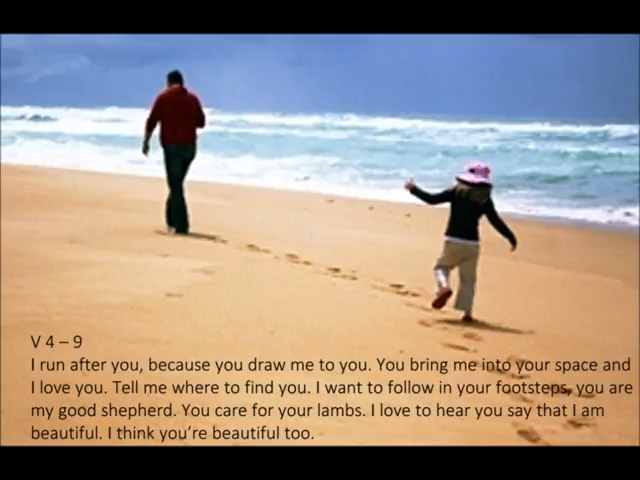 V 4 – 9
I run after you, because you draw me to you. You bring me into your space and
I love you. Tell me where to find you. I want to follow in your footsteps, you are
my good shepherd. You care for your lambs. I love to hear you say that I am
beautiful. I think you’re beautiful too.